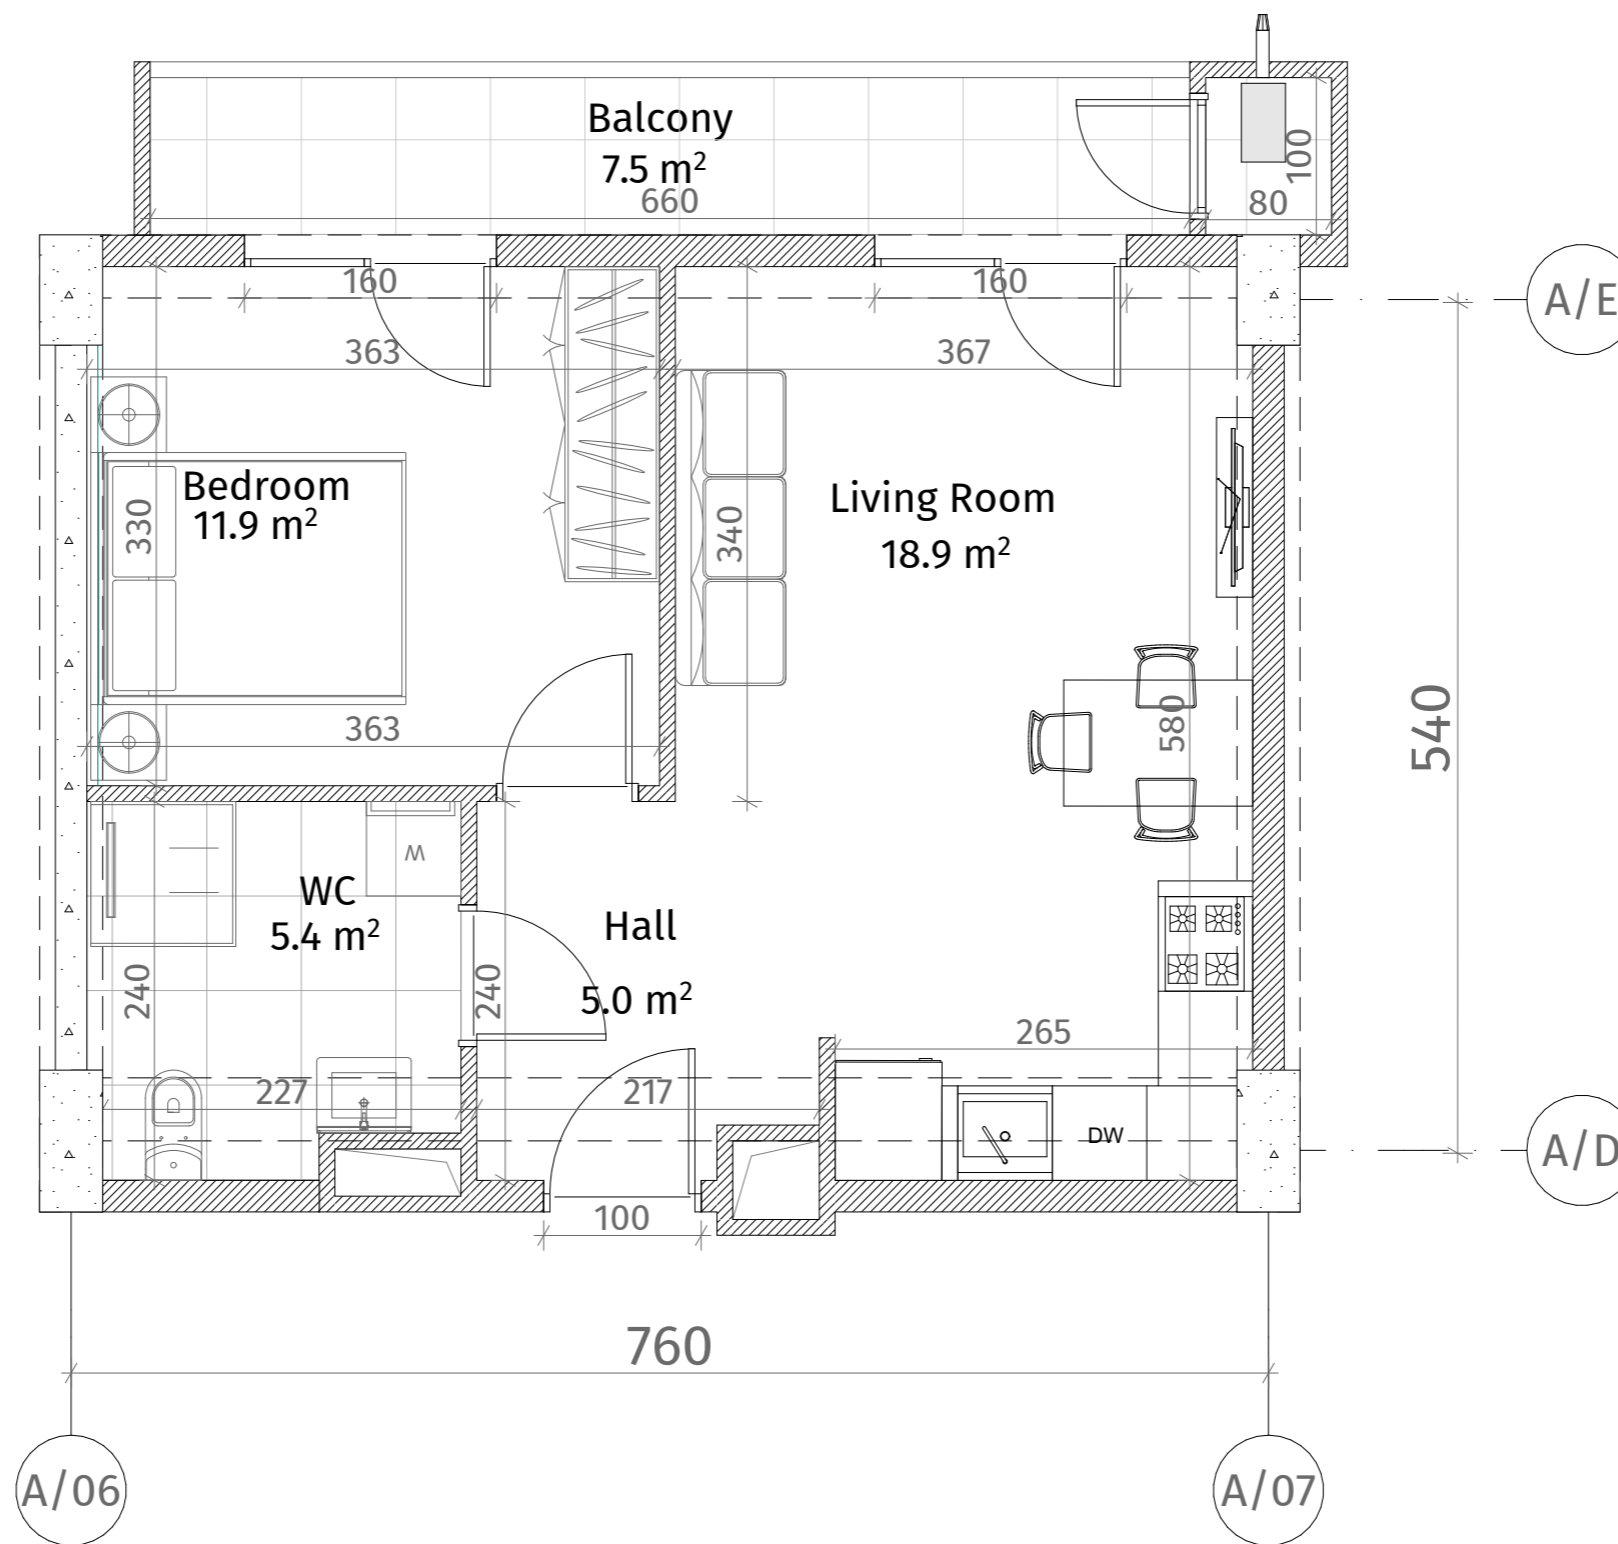 Balcony
7.5 m²
660
100
80
160
160
A/E
363
367
Bedroom
11.9 m²
330
Living Room
18.9 m²
340
580
540
363
W
WC
5.4 m²
Hall
5.0 m²
240
240
265
227
217
DW
A/D
100
760
A/06
A/07